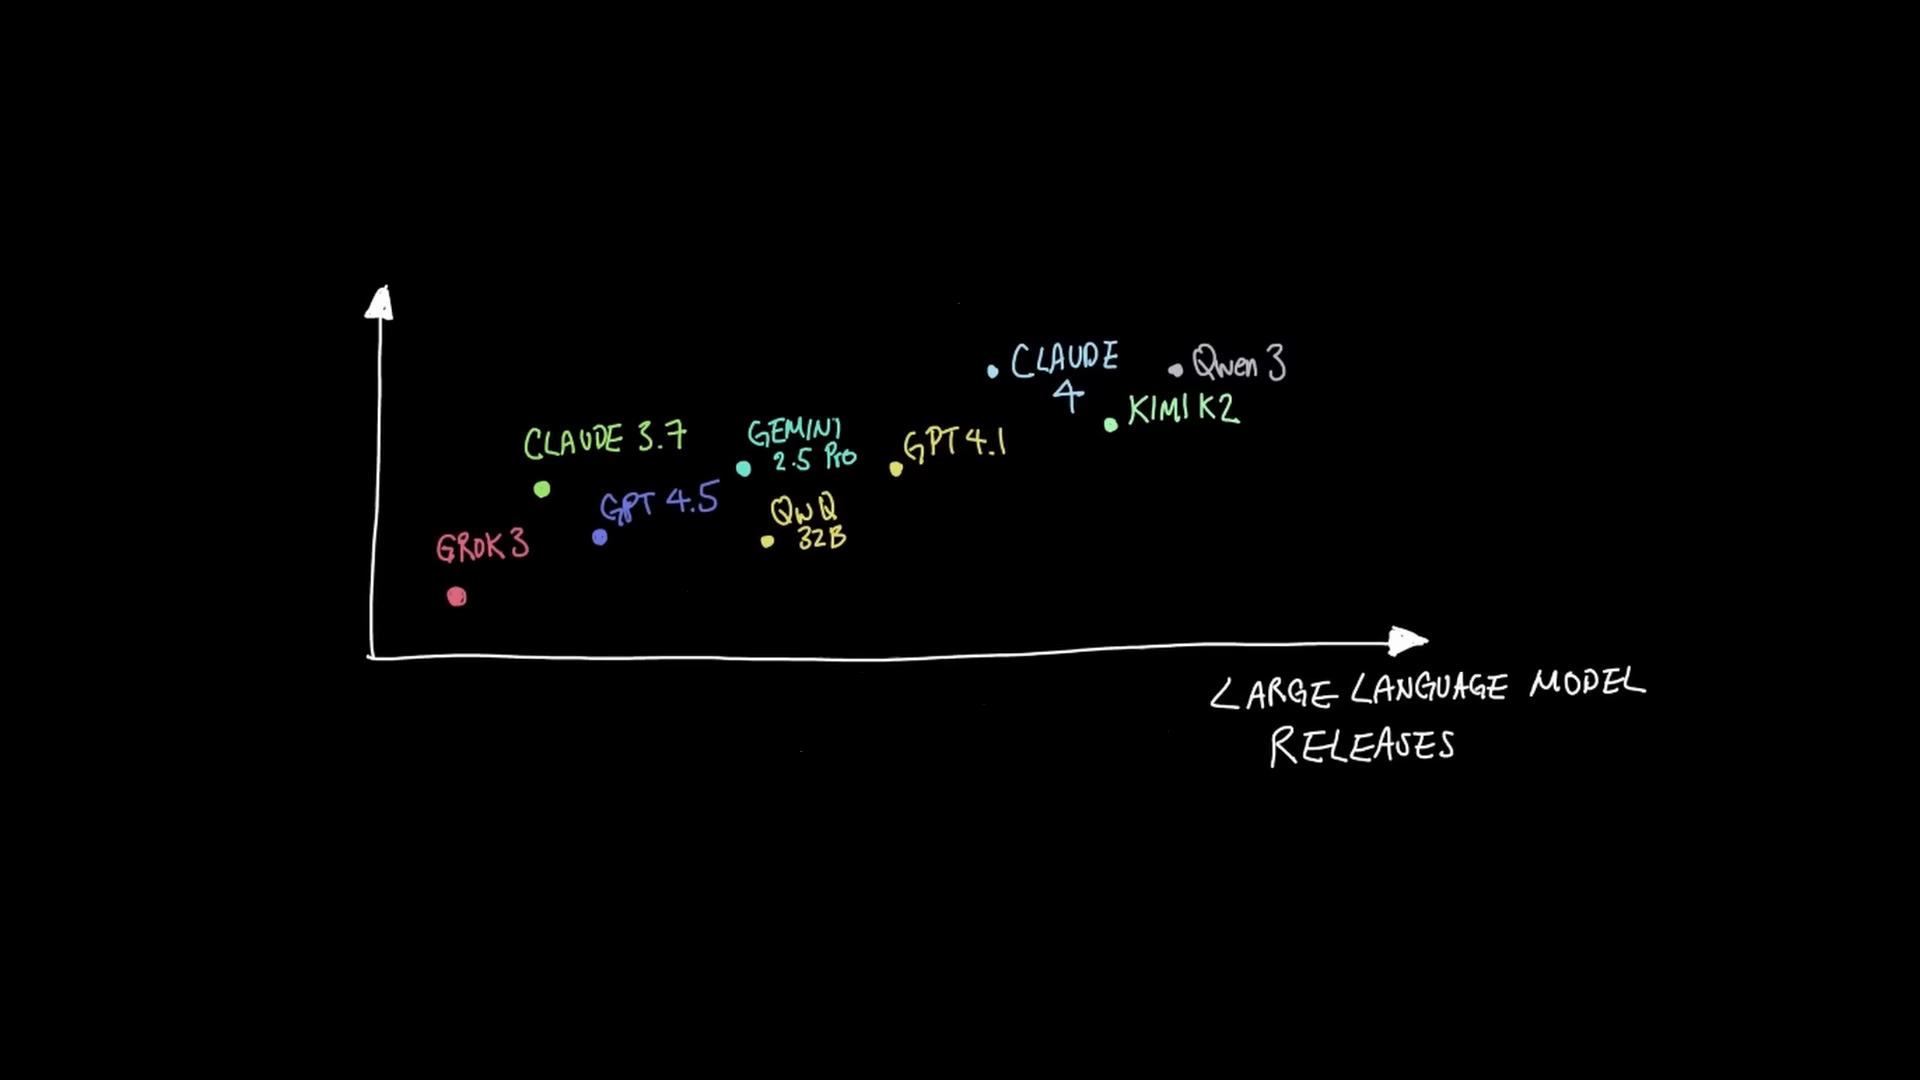 CLAUDE
4
Qwen 3
KIMI K2
CLAUDE 3.7
GEMINI
2.5 Pro
GPT 4.1
GPT 4.5
QwQ
32B
GROK 3
LARGE LANGUAGE MODEL
RELEASES